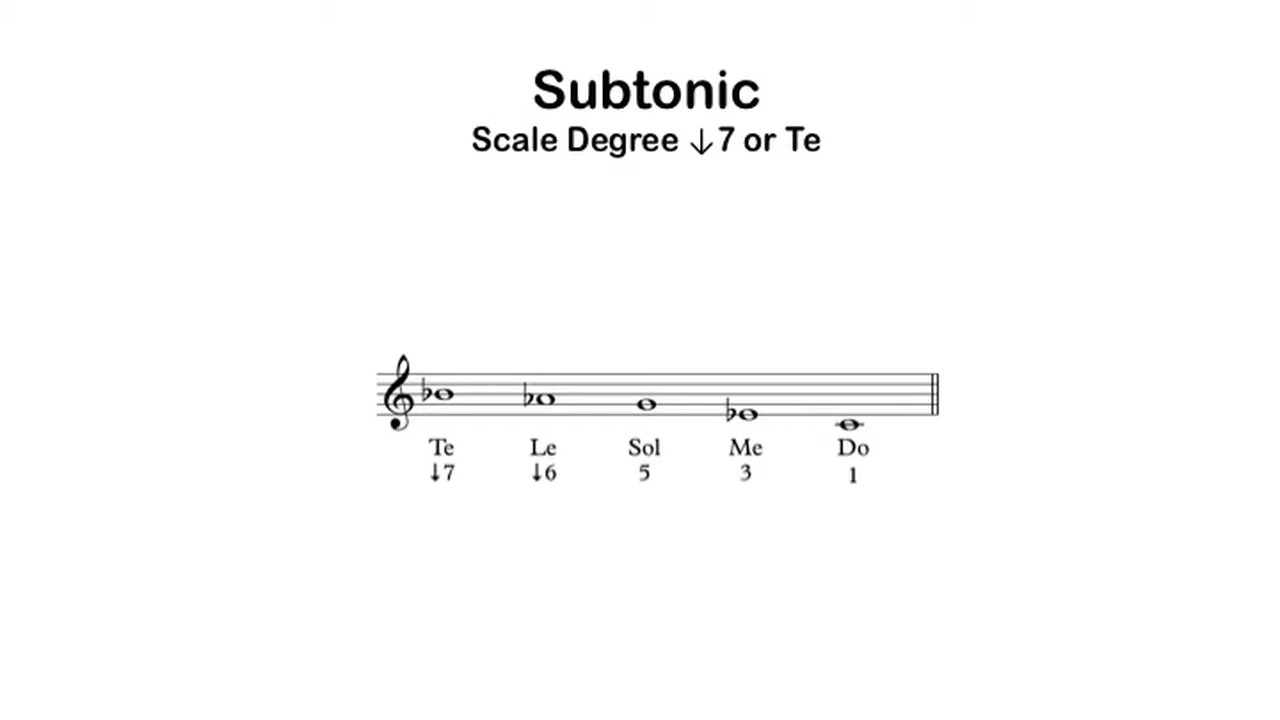 Subtonic
Scale Degree ↓7 or Te
Te Le Sol Me Do
↓7 ↓6 5 3 1